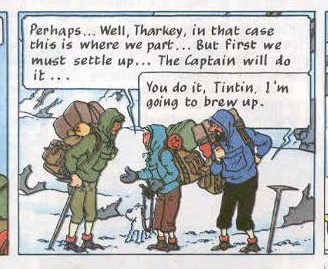 Perhaps... Well, Tharkey, in that case
this is where we part... But first we
must settle up... The Captain will do
it...
You do it, Tintin. I'm
going to brew up.